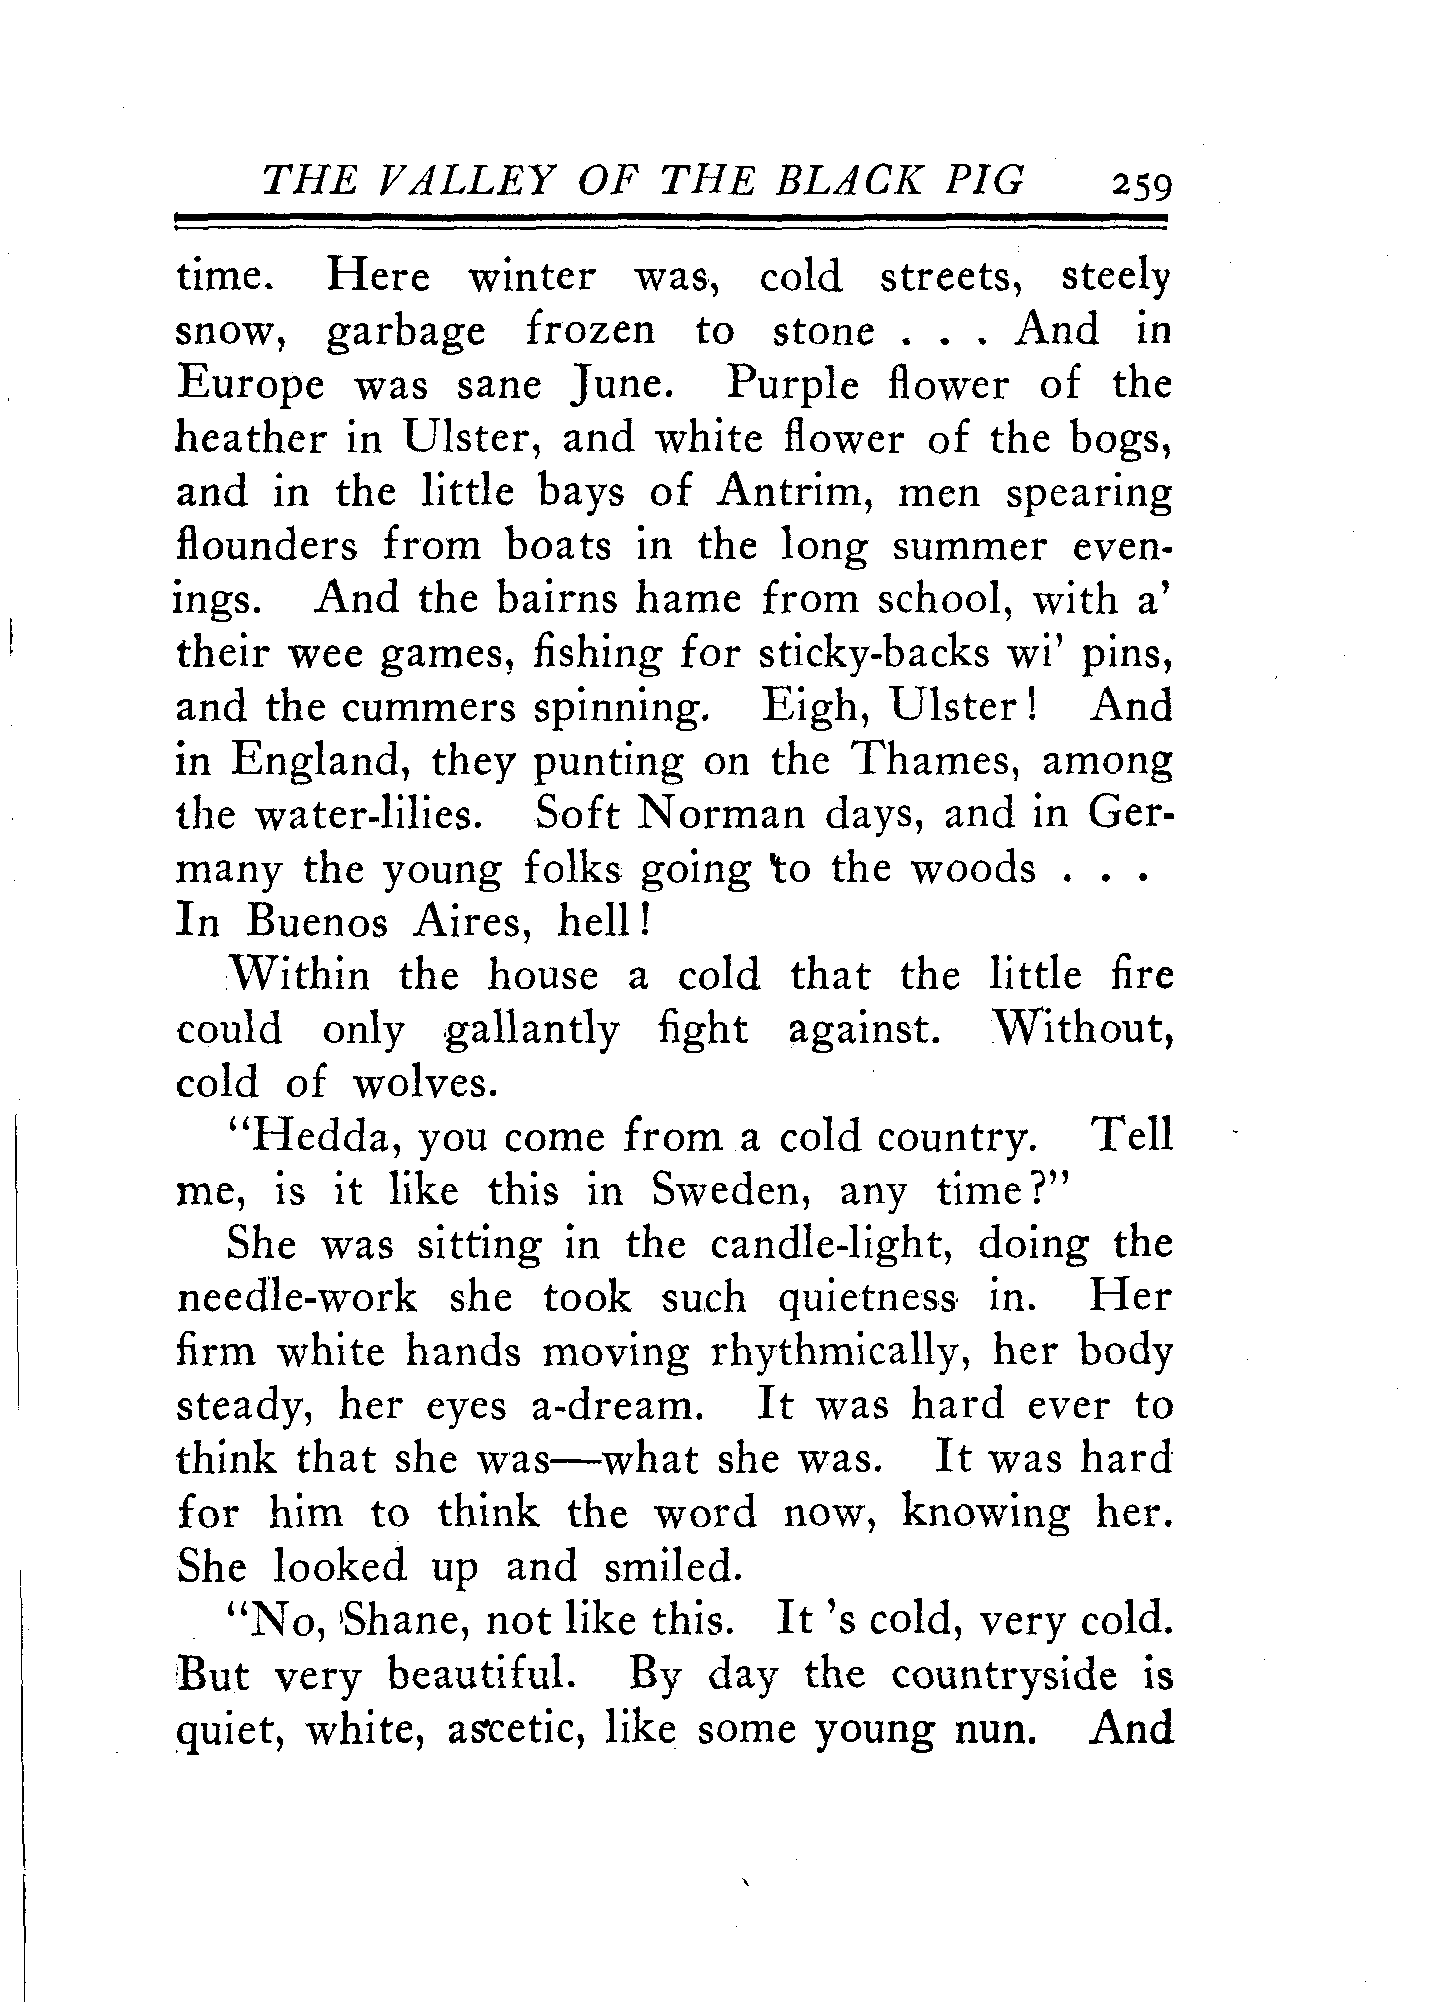 THE VALLEY OF THE BLACK PIG 259
time. Here winter was, cold streets, steely
snow, garbage frozen to stone . . . And in
Europe was sane June. Purple flower of the
heather in Ulster, and white flower of the bogs,
and in the little bays of Antrim, men spearing
flounders from boats in the long summer even-
ings. And the bairns hame from school, with a'
their wee games, fishing for sticky-backs wi' pins,
and the cummers spinning. Eigh, Ulster! And
in England, they punting on the Thames, among
the water-lilies. Soft Norman days, and in Ger-
many the young folks going to the woods . . .
In Buenos Aires, hell!
Within the house a cold that the little fire
could only gallantly fight against. Without,
cold of wolves.
"Hedda, you come from a cold country. Tell
me, is it like this in Sweden, any time?"
She was sitting in the candle-light, doing the
needle-work she took such quietness in. Her
firm white hands moving rhythmically, her body
steady, her eyes a-dream. It was hard ever to
think that she was—what she was. It was hard
for him to think the word now, knowing her.
She looked up and smiled.
"No, Shane, not like this. It 's cold, very cold.
But very beautiful. By day the countryside is
quiet, white, ascetic, like some young nun. And